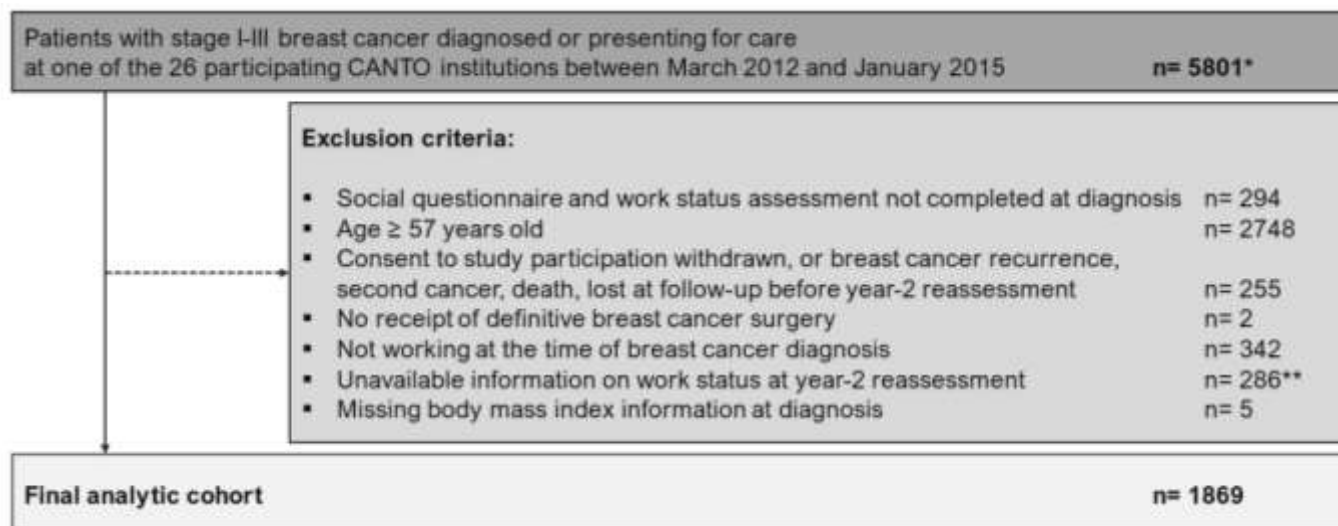 Patients with stage I-III breast cancer diagnosed or presenting for care
at one of the 26 participating CANTO institutions between March 2012 and January 2015 n= 5801*
Exclusion criteria:
▪ Social questionnaire and work status assessment not completed at diagnosis n= 294
▪ Age ≥ 57 years old n= 2748
▪ Consent to study participation withdrawn, or breast cancer recurrence,
second cancer, death, lost at follow-up before year-2 reassessment n= 255
▪ No receipt of definitive breast cancer surgery n= 2
▪ Not working at the time of breast cancer diagnosis n= 342
▪ Unavailable information on work status at year-2 reassessment n= 286**
▪ Missing body mass index information at diagnosis n= 5
Final analytic cohort n= 1869